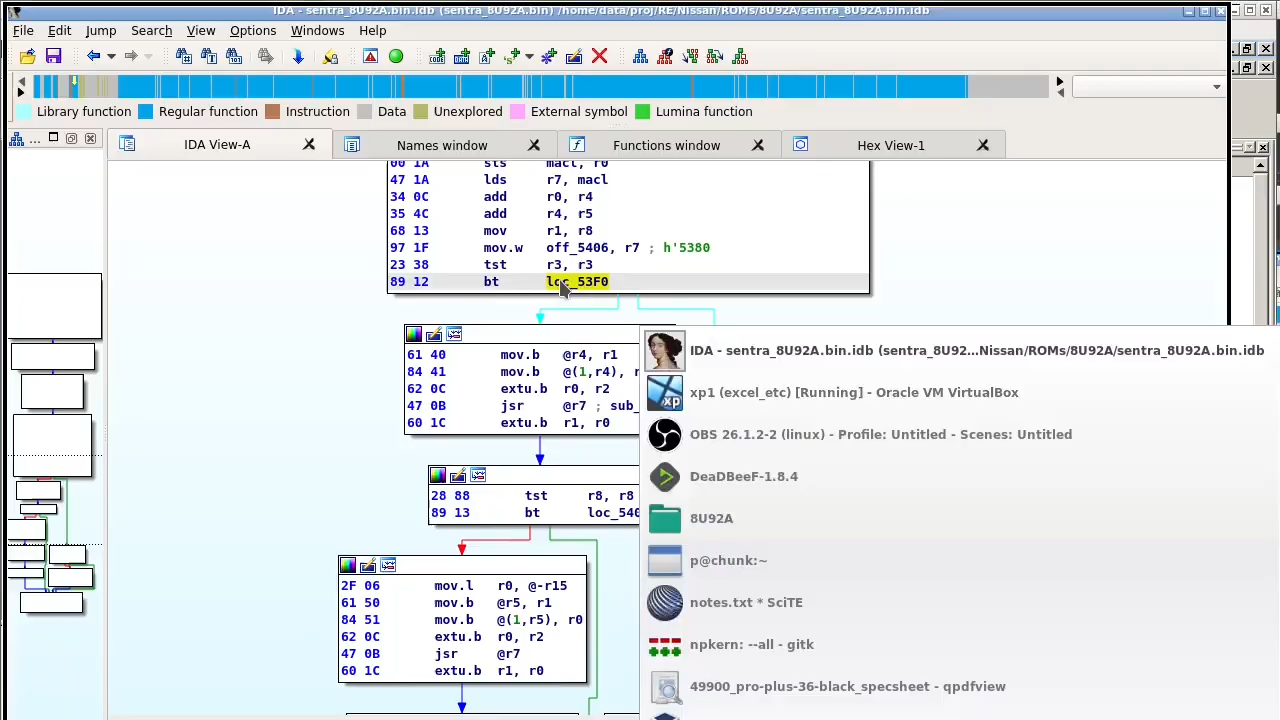 IDA - sentra_8U92A.bin.idb (sentra_8U92A.bin) /home/data/proj/RE/Nissan/ROMs/8U92A/sentra_8U92A.bin.idb
File Edit Jump Search View Options Windows Help
Library function Regular function Instruction Data Unexplored External symbol Lumina function
... IDA View-A Names window Functions window Hex View-1
00 1A sts macl, r0
47 1A lds r7, macl
34 0C add r0, r4
35 4C add r4, r5
68 13 mov r1, r8
97 1F mov.w off_5406, r7 ; h'5380
23 38 tst r3, r3
89 12 bt loc_53F0
61 40 mov.b @r4, r1
84 41 mov.b @(1,r4), r
62 0C extu.b r0, r2
47 0B jsr @r7 ; sub_
60 1C extu.b r1, r0
28 88 tst r8, r8
89 13 bt loc_540
2F 06 mov.l r0, @-r15
61 50 mov.b @r5, r1
84 51 mov.b @(1,r5), r0
62 0C extu.b r0, r2
47 0B jsr @r7
60 1C extu.b r1, r0
IDA - sentra_8U92A.bin.idb (sentra_8U92...Nissan/ROMs/8U92A/sentra_8U92A.bin.idb
xp1 (excel_etc) [Running] - Oracle VM VirtualBox
OBS 26.1.2-2 (linux) - Profile: Untitled - Scenes: Untitled
DeaDBeeF-1.8.4
8U92A
p@chunk:~
notes.txt * SciTE
npkern: --all - gitk
49900_pro-plus-36-black_specsheet - qpdfview